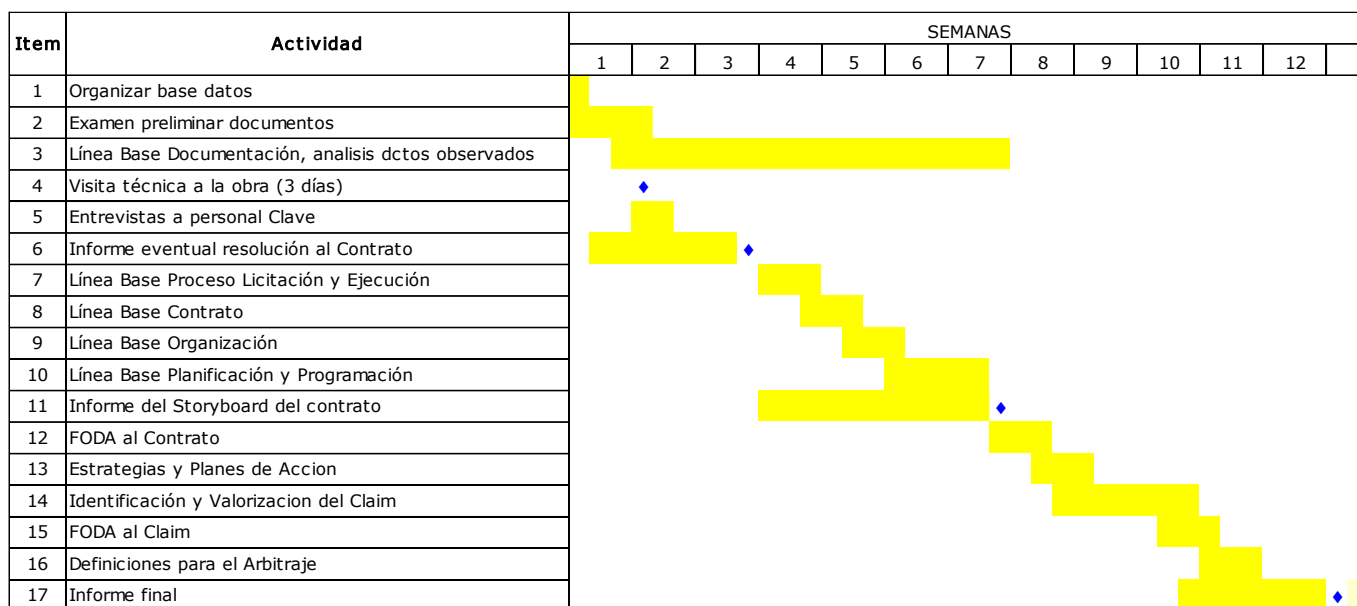 Item Actividad SEMANAS
1 2 3 4 5 6 7 8 9 10 11 12
1 Organizar base datos
2 Examen preliminar documentos
3 Línea Base Documentación, analisis dctos observados
4 Visita técnica a la obra (3 días)
5 Entrevistas a personal Clave
6 Informe eventual resolución al Contrato
7 Línea Base Proceso Licitación y Ejecución
8 Línea Base Contrato
9 Línea Base Organización
10 Línea Base Planificación y Programación
11 Informe del Storyboard del contrato
12 FODA al Contrato
13 Estrategias y Planes de Accion
14 Identificación y Valorizacion del Claim
15 FODA al Claim
16 Definiciones para el Arbitraje
17 Informe final